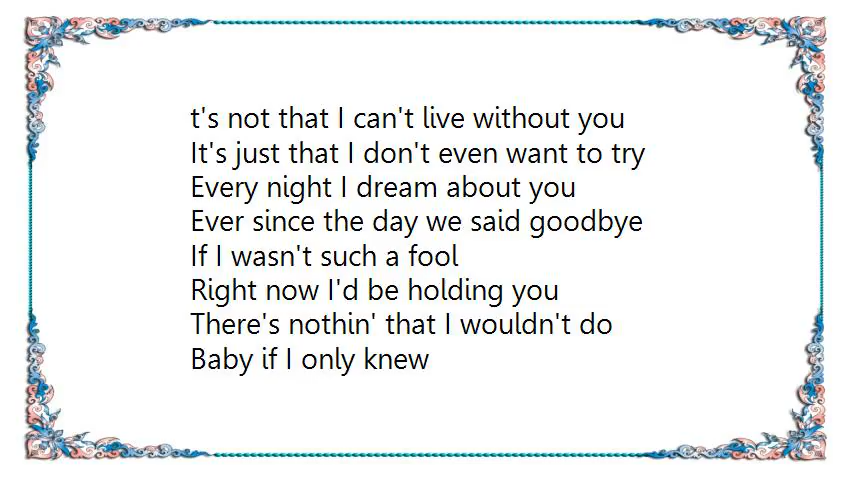 t's not that I can't live without you
It's just that I don't even want to try
Every night I dream about you
Ever since the day we said goodbye
If I wasn't such a fool
Right now I'd be holding you
There's nothin' that I wouldn't do
Baby if I only knew